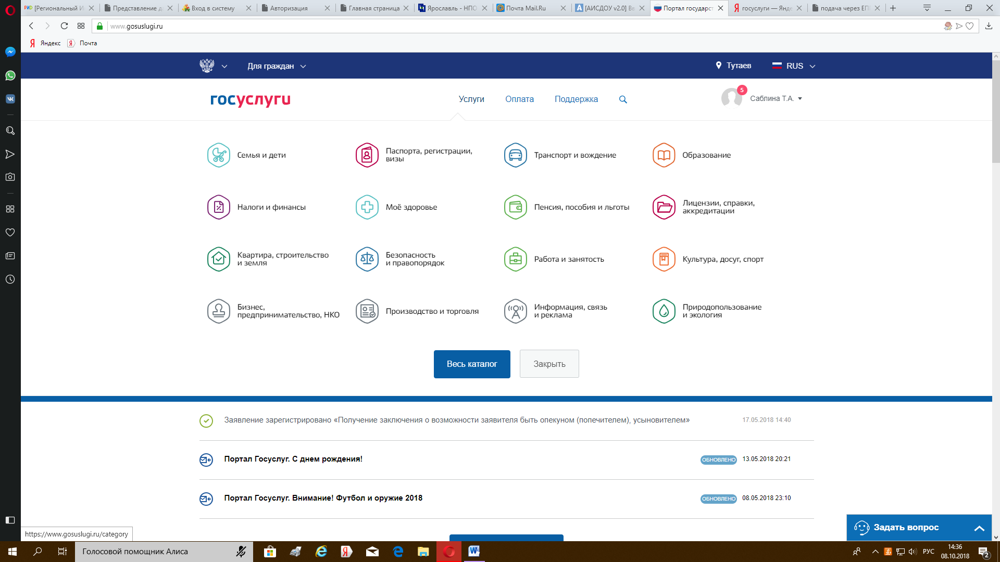 [Региональный И
Представление д
Вход в систему
Авторизация
Главная страница
Ярославль - НПО
Почта Mail.Ru
[АИСДОУ v2.0] Вв
Портал государст
госуслуги — Янде
подача через ЕПГ
www.gosuslugi.ru
Яндекс
Почта
Для граждан
Тутаев
RUS
госуслуги
Услуги
Оплата
Поддержка
5
Саблина Т.А.
Семья и дети
Паспорта, регистрации,
визы
Транспорт и вождение
Образование
Налоги и финансы
Моё здоровье
Пенсия, пособия и льготы
Лицензии, справки,
аккредитации
Квартира, строительство
и земля
Безопасность
и правопорядок
Работа и занятость
Культура, досуг, спорт
Бизнес,
предпринимательство, НКО
Производство и торговля
Информация, связь
и реклама
Природопользование
и экология
Весь каталог
Закрыть
Заявление зарегистрировано «Получение заключения о возможности заявителя быть опекуном (попечителем), усыновителем»
17.05.2018 14:40
Портал Госуслуг. С днем рождения!
ОБНОВЛЕНО
13.05.2018 20:21
Портал Госуслуг. Внимание! Футбол и оружие 2018
ОБНОВЛЕНО
08.05.2018 23:10
Задать вопрос
https://www.gosuslugi.ru/category
Голосовой помощник Алиса
РУС
14:36
08.10.2018
2